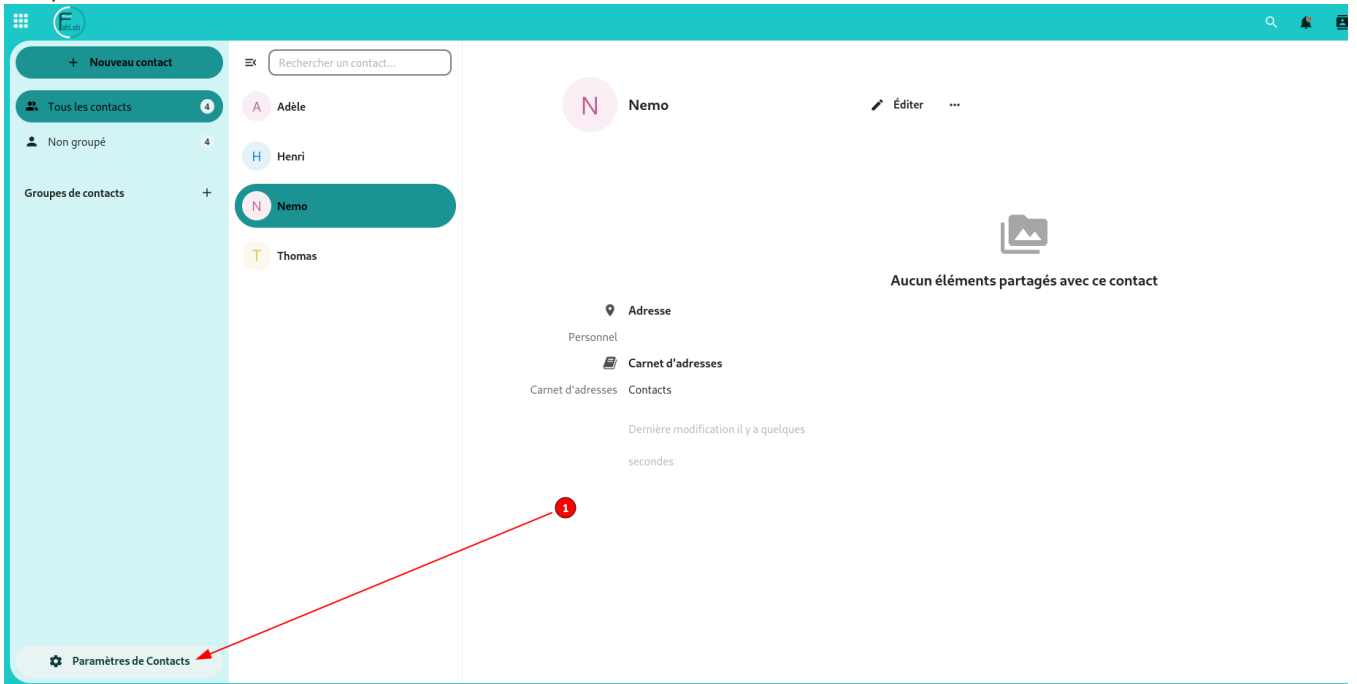 FabLab
+ Nouveau contact
Tous les contacts 4
Non groupé 4
Groupes de contacts +
Rechercher un contact...
A Adèle
H Henri
N Nemo
T Thomas
N Nemo
Éditer ...
Aucun éléments partagés avec ce contact
Adresse
Personnel
Carnet d'adresses
Carnet d'adresses Contacts
Dernière modification il y a quelques
secondes
1
Paramètres de Contacts